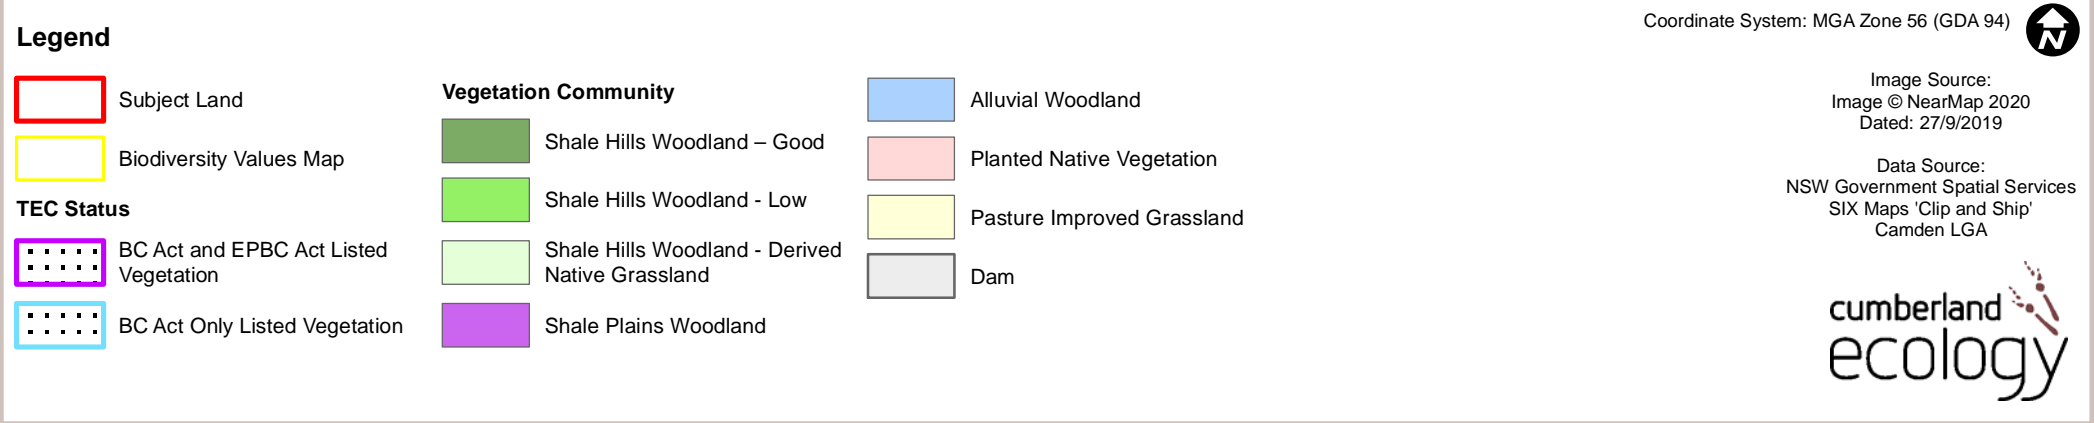 Legend
Subject Land
Biodiversity Values Map
TEC Status
BC Act and EPBC Act Listed
Vegetation
BC Act Only Listed Vegetation
Vegetation Community
Shale Hills Woodland – Good
Shale Hills Woodland - Low
Shale Hills Woodland - Derived
Native Grassland
Shale Plains Woodland
Alluvial Woodland
Planted Native Vegetation
Pasture Improved Grassland
Dam
Coordinate System: MGA Zone 56 (GDA 94)
N
Image Source:
Image © NearMap 2020
Dated: 27/9/2019
Data Source:
NSW Government Spatial Services
SIX Maps 'Clip and Ship'
Camden LGA
cumberland
ecology